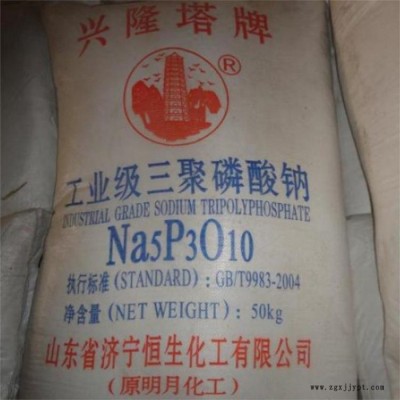 兴隆塔牌
®
工业级三聚磷酸钠
INDUSTRIAL GRADE SODIUM TRIPOLYPHOSPHATE
Na5P3O10
执行标准(STANDARD)：GB/T9983-2004
净含量(NET WEIGHT)：50kg
山东省济宁恒生化工有限公司
(原明月化工)
www.zgxjjypt.com